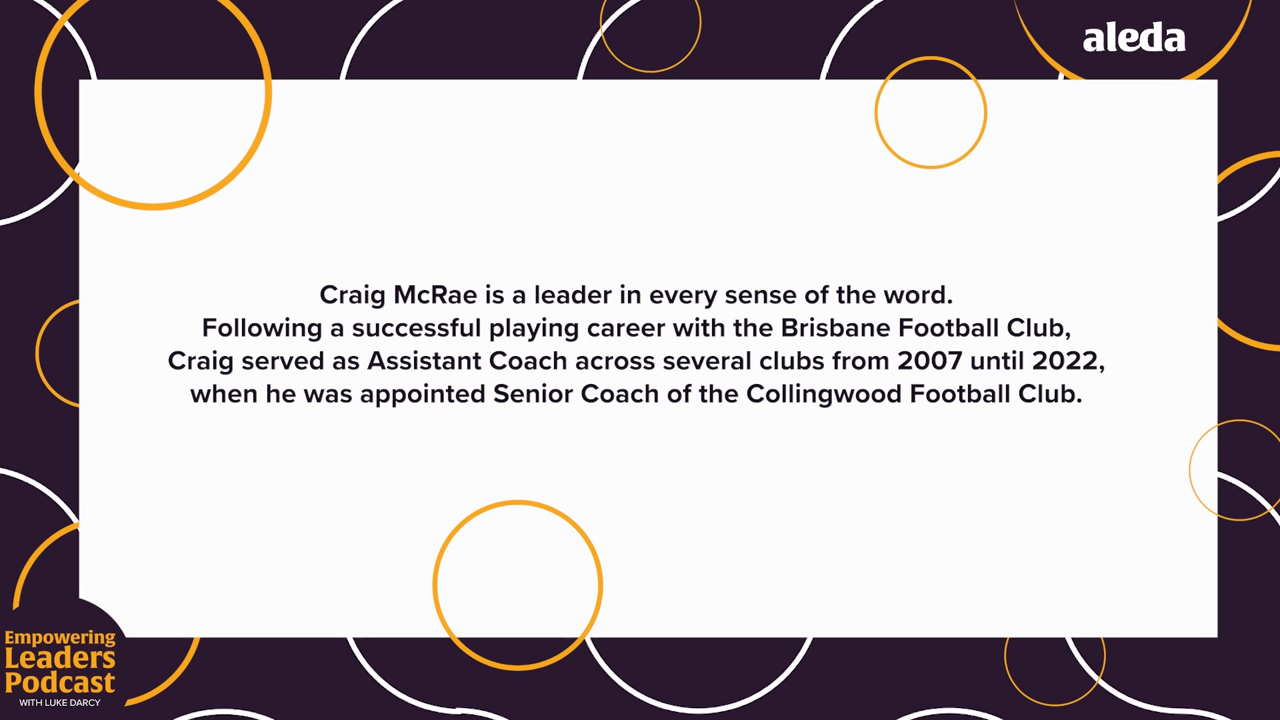 aleda
Craig McRae is a leader in every sense of the word.
Following a successful playing career with the Brisbane Football Club,
Craig served as Assistant Coach across several clubs from 2007 until 2022,
when he was appointed Senior Coach of the Collingwood Football Club.
Empowering
Leaders
Podcast
WITH LUKE DARCY